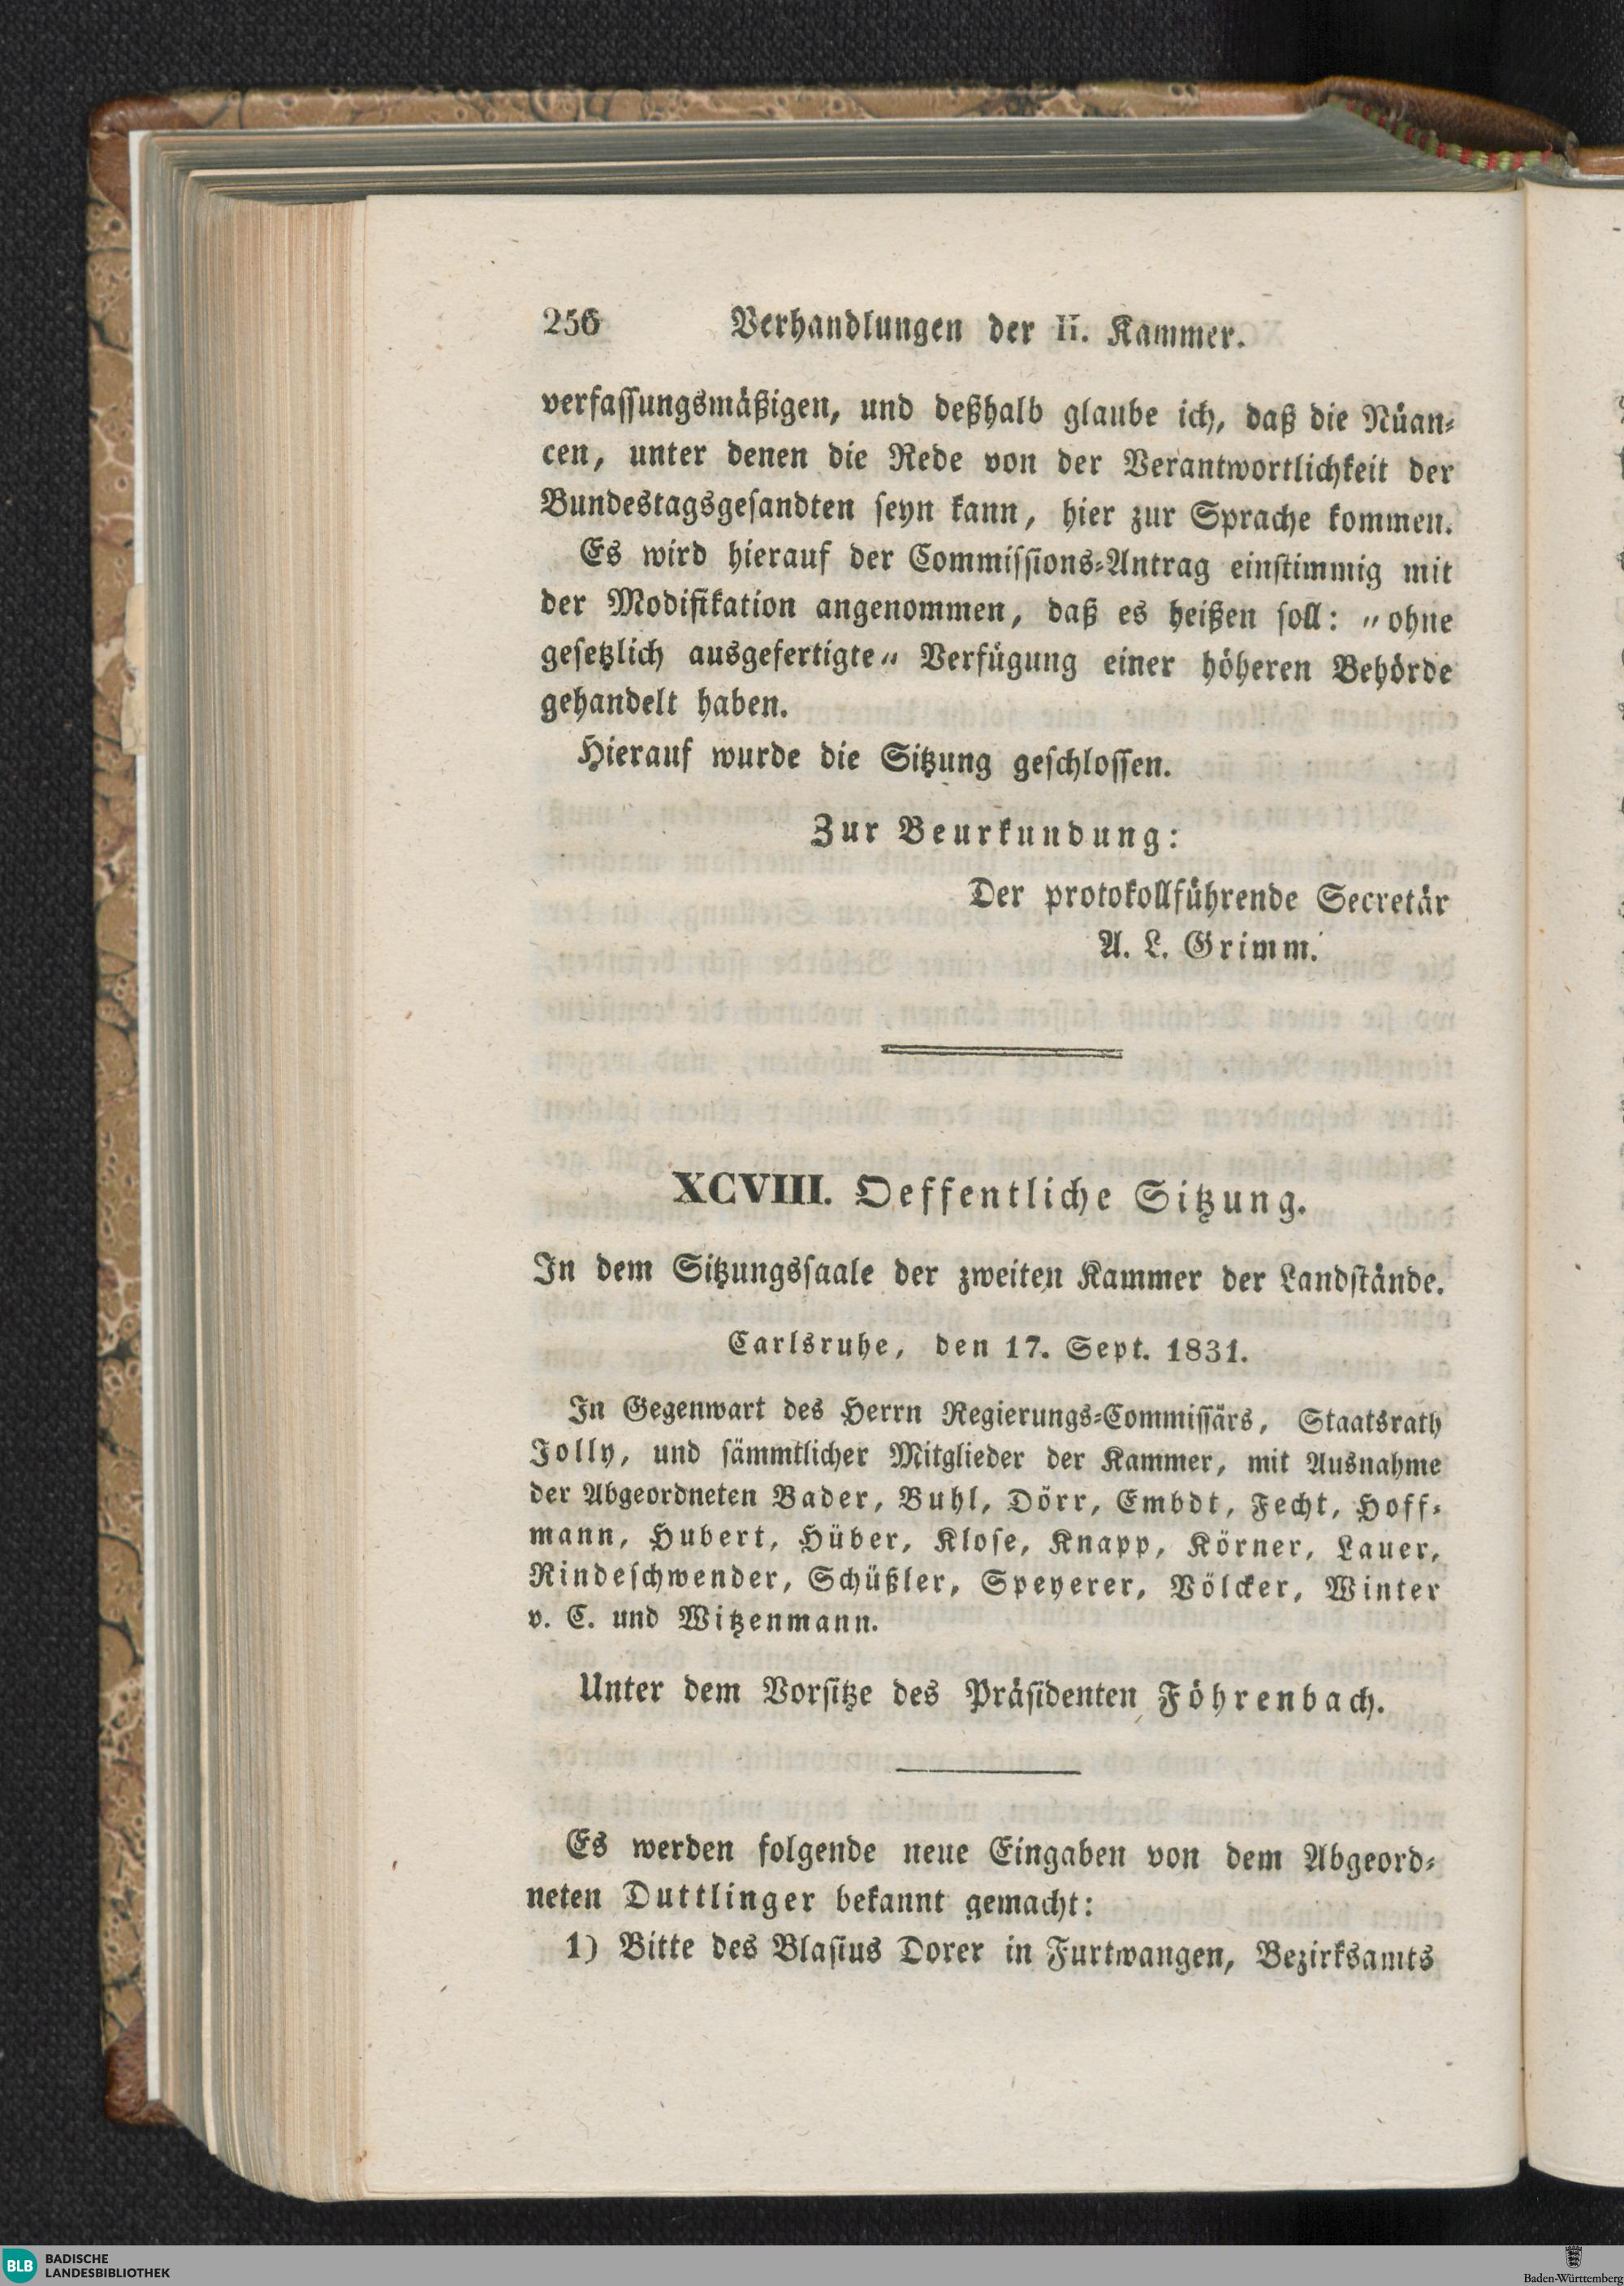 256 Verhandlungen der II. Kammer.
verfassungsmäßigen, und deßhalb glaube ich, daß die Nüan-
cen, unter denen die Rede von der Verantwortlichkeit der
Bundestagsgesandten seyn kann, hier zur Sprache kommen.
Es wird hierauf der Commissions-Antrag einstimmig mit
der Modifikation angenommen, daß es heißen soll: „ohne
gesetzlich ausgefertigte„ Verfügung einer höheren Behörde
gehandelt haben.
Hierauf wurde die Sitzung geschlossen.
Zur Beurkundung:
Der protokollführende Secretär
A. L. Grimm.
XCVIII. Oeffentliche Sitzung.
In dem Sitzungssaale der zweiten Kammer der Landstände.
Carlsruhe, den 17. Sept. 1831.
In Gegenwart des Herrn Regierungs-Commissärs, Staatsrath
Jolly, und sämmtlicher Mitglieder der Kammer, mit Ausnahme
der Abgeordneten Bader, Buhl, Dörr, Embdt, Fecht, Hoff-
mann, Hubert, Hüber, Klose, Knapp, Körner, Lauer,
Rindeschwender, Schüßler, Speyerer, Völcker, Winter
v. C. und Witzenmann.
Unter dem Vorsitze des Präsidenten Föhrenbach.
Es werden folgende neue Eingaben von dem Abgeord-
neten Duttlinger bekannt gemacht:
1) Bitte des Blasius Dorer in Furtwangen, Bezirksamts
BLB BADISCHE
LANDESBIBLIOTHEK
Baden-Württemberg